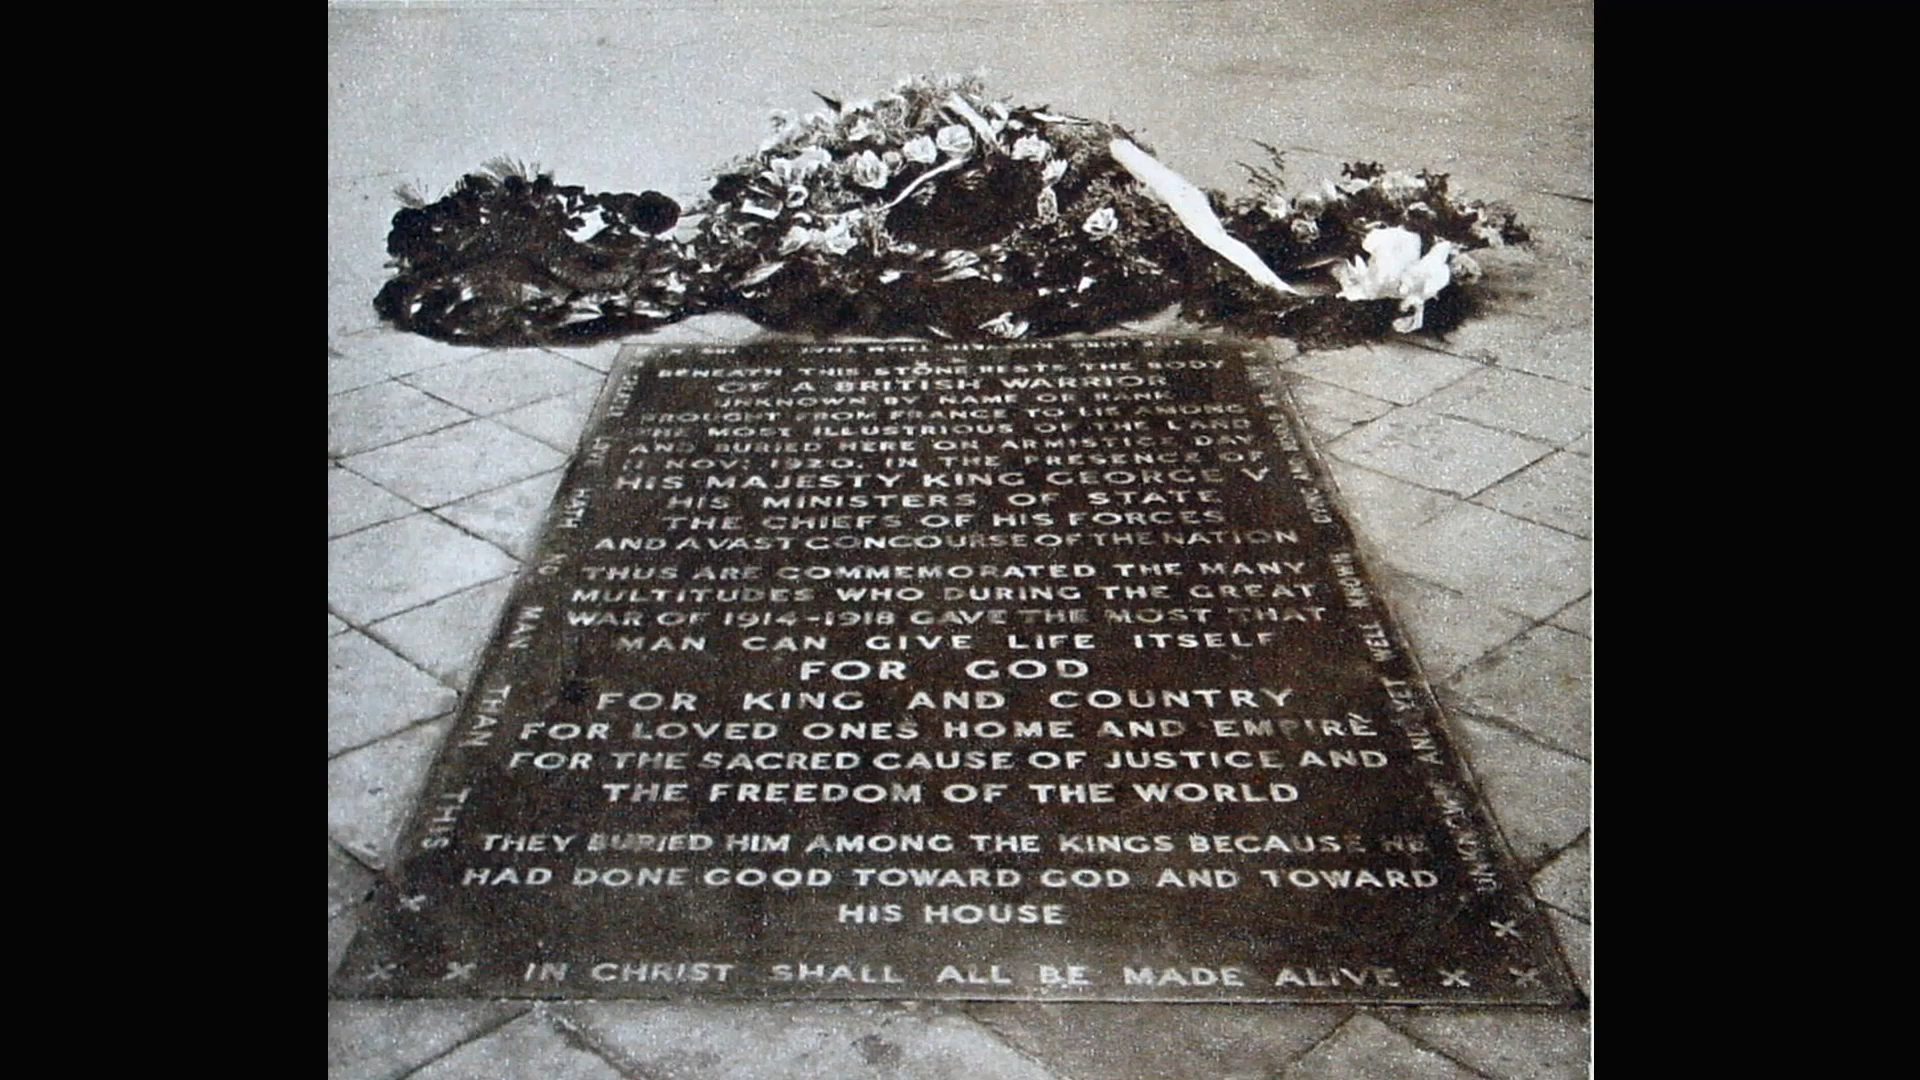 BENEATH THIS STONE RESTS THE BODY
OF A BRITISH WARRIOR
UNKNOWN BY NAME OR RANK
BROUGHT FROM FRANCE TO LIE AMONG
THE MOST ILLUSTRIOUS OF THE LAND
AND BURIED HERE ON ARMISTICE DAY
11 NOV: 1920, IN THE PRESENCE OF
HIS MAJESTY KING GEORGE V
HIS MINISTERS OF STATE
THE CHIEFS OF HIS FORCES
AND A VAST CONCOURSE OF THE NATION
THUS ARE COMMEMORATED THE MANY
MULTITUDES WHO DURING THE GREAT
WAR OF 1914-1918 GAVE THE MOST THAT
MAN CAN GIVE LIFE ITSELF
FOR GOD
FOR KING AND COUNTRY
FOR LOVED ONES HOME AND EMPIRE
FOR THE SACRED CAUSE OF JUSTICE AND
THE FREEDOM OF THE WORLD
THEY BURIED HIM AMONG THE KINGS BECAUSE HE
HAD DONE GOOD TOWARD GOD AND TOWARD
HIS HOUSE
IN CHRIST SHALL ALL BE MADE ALIVE
GREATER LOVE HATH NO MAN THAN THIS
UNKNOWN AND YET WELL KNOWN